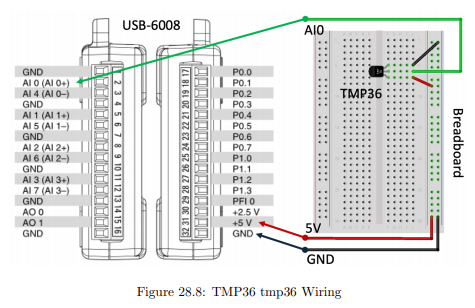 USB-6008
AI0
GND
AI 0 (AI 0+)
AI 4 (AI 0–)
GND
AI 1 (AI 1+)
AI 5 (AI 1–)
GND
AI 2 (AI 2+)
AI 6 (AI 2–)
GND
AI 3 (AI 3+)
AI 7 (AI 3–)
GND
AO 0
AO 1
GND
1
2
3
4
5
6
7
8
9
10
11
12
13
14
15
16
17
18
19
20
21
22
23
24
25
26
27
28
29
30
31
32
P0.0
P0.1
P0.2
P0.3
P0.4
P0.5
P0.6
P0.7
P1.0
P1.1
P1.2
P1.3
PFI 0
+2.5 V
+5 V
GND
TMP36
Breadboard
5V
GND
Figure 28.8: TMP36 tmp36 Wiring